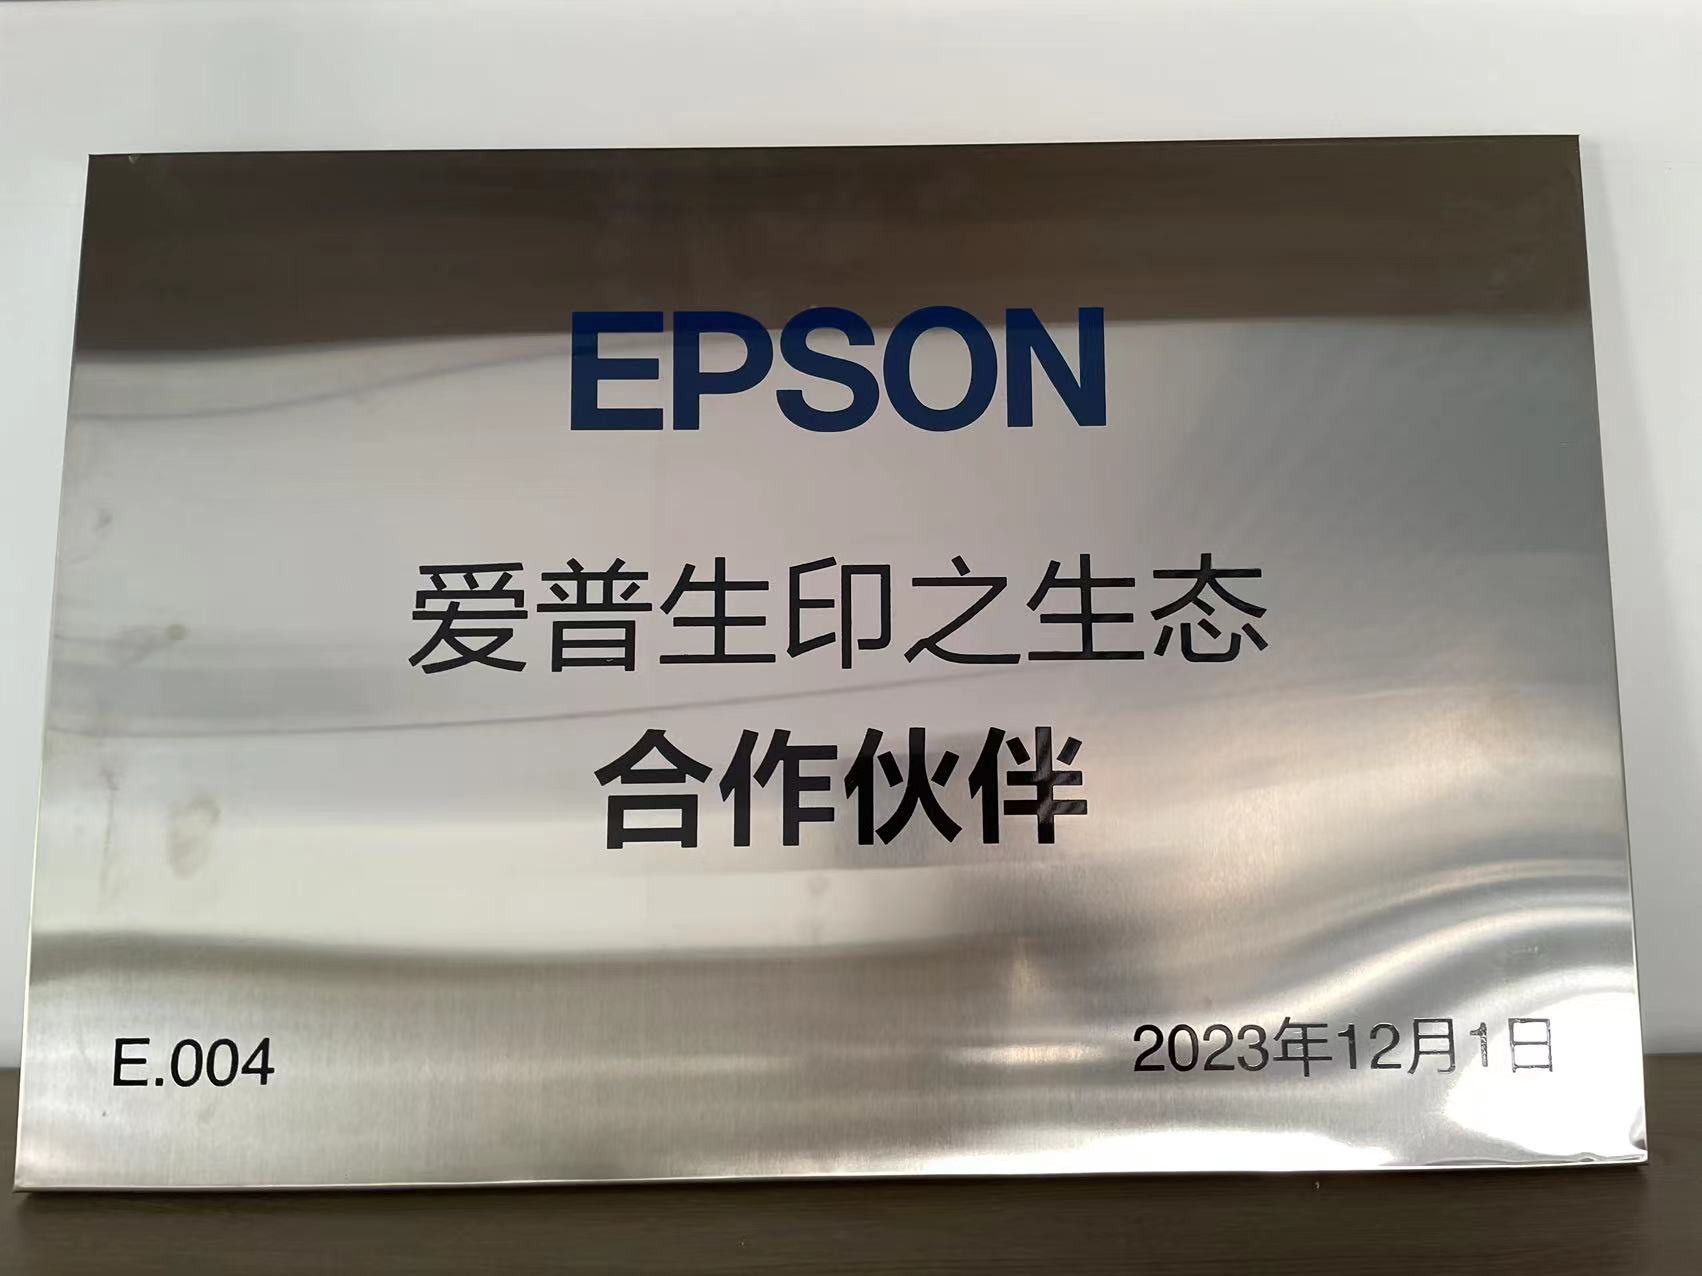 EPSON
爱普生印之生态
合作伙伴
E.004
2023年12月1日